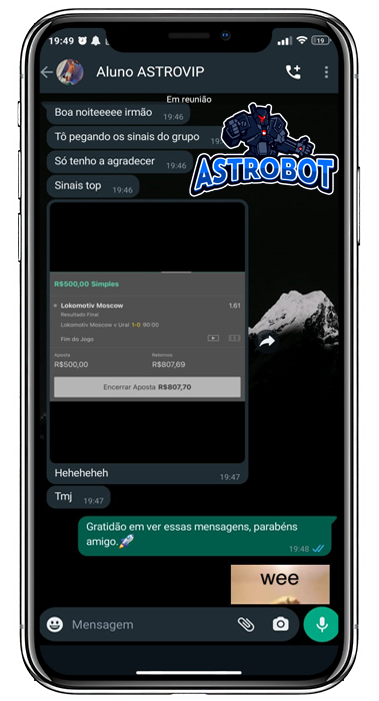 19:49
19
Aluno ASTROVIP
Em reunião
Boa noiteeeee irmão 19:46
Tô pegando os sinais do grupo 19:
Só tenho a agradecer 19:46
Sinais top 19:46
ASTROBOT
R$500,00 Simples
Lokomotiv Moscow 1.61
Resultado Final
Lokomotiv Moscow v Ural 1-0 90:00
Fim do Jogo
Aposta Retornos
R$500,00 R$807,69
Encerrar Aposta R$807,70
Heheheheh 19:47
Tmj 19:47
Gratidão em ver essas mensagens, parabéns
amigo. 19:48
wee
Mensagem